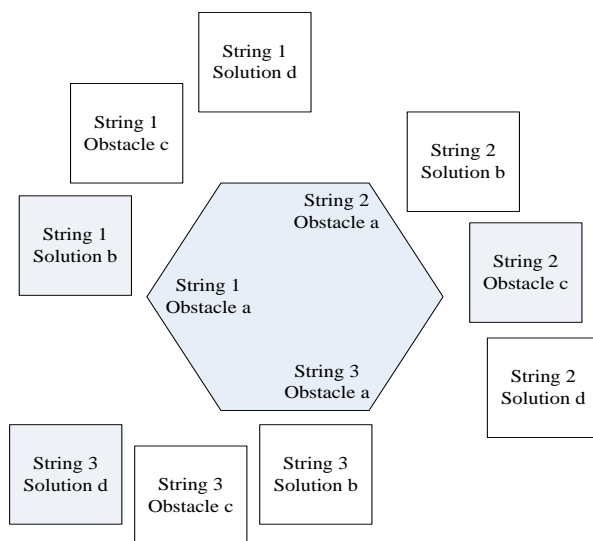 String 1
Solution d
String 1
Obstacle c
String 2
Solution b
String 1
Solution b
String 2
Obstacle a
String 2
Obstacle c
String 1
Obstacle a
String 3
Obstacle a
String 2
Solution d
String 3
Solution d
String 3
Obstacle c
String 3
Solution b